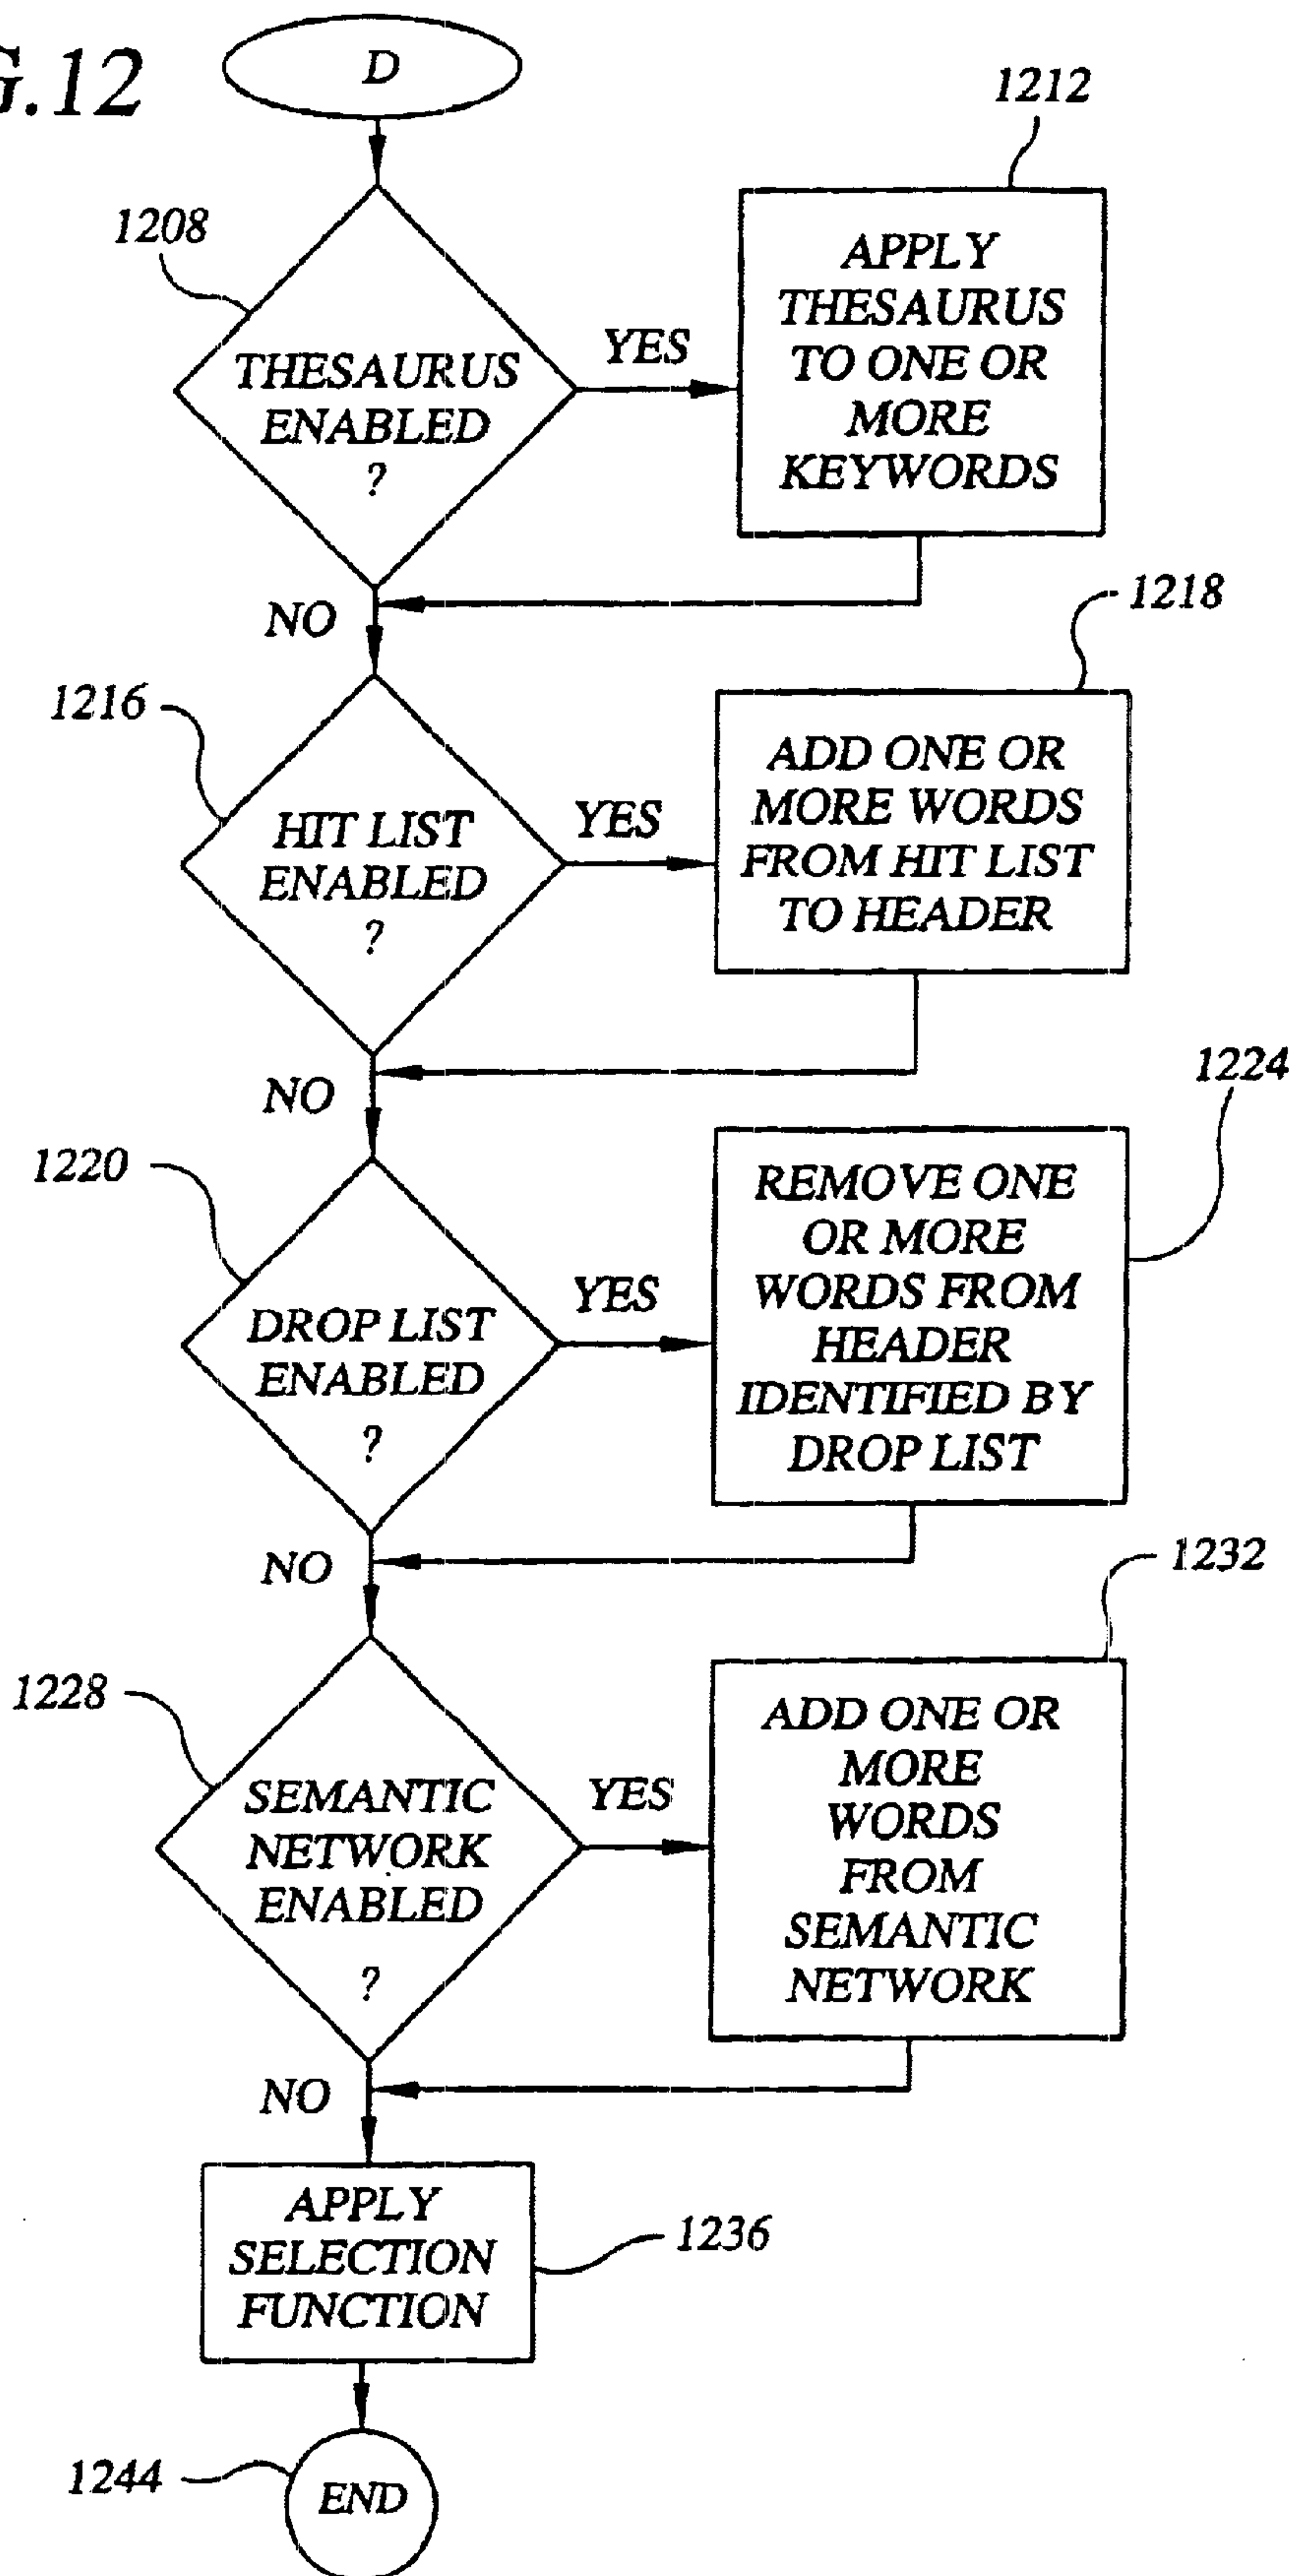 G.12
D
1212
1208
THESAURUS
ENABLED
?
YES
APPLY
THESAURUS
TO ONE OR
MORE
KEYWORDS
NO
1218
1216
HIT LIST
ENABLED
?
YES
ADD ONE OR
MORE WORDS
FROM HIT LIST
TO HEADER
NO
1224
1220
DROP LIST
ENABLED
?
YES
REMOVE ONE
OR MORE
WORDS FROM
HEADER
IDENTIFIED BY
DROP LIST
NO
1232
1228
SEMANTIC
NETWORK
ENABLED
?
YES
ADD ONE OR
MORE
WORDS
FROM
SEMANTIC
NETWORK
NO
APPLY
SELECTION
FUNCTION
1236
1244
END